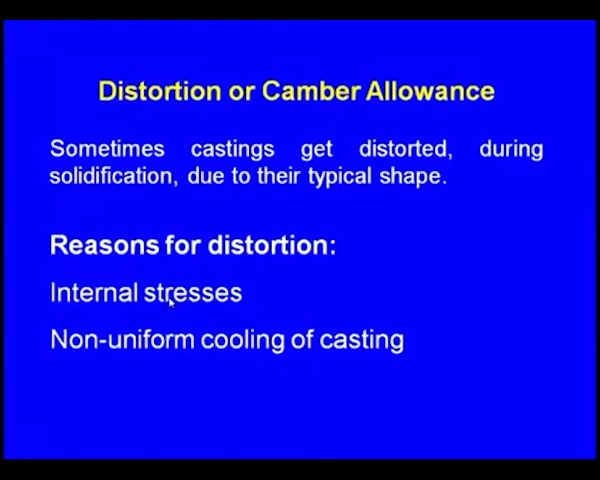 Distortion or Camber Allowance
Sometimes castings get distorted, during
solidification, due to their typical shape.
Reasons for distortion:
Internal stresses
Non-uniform cooling of casting